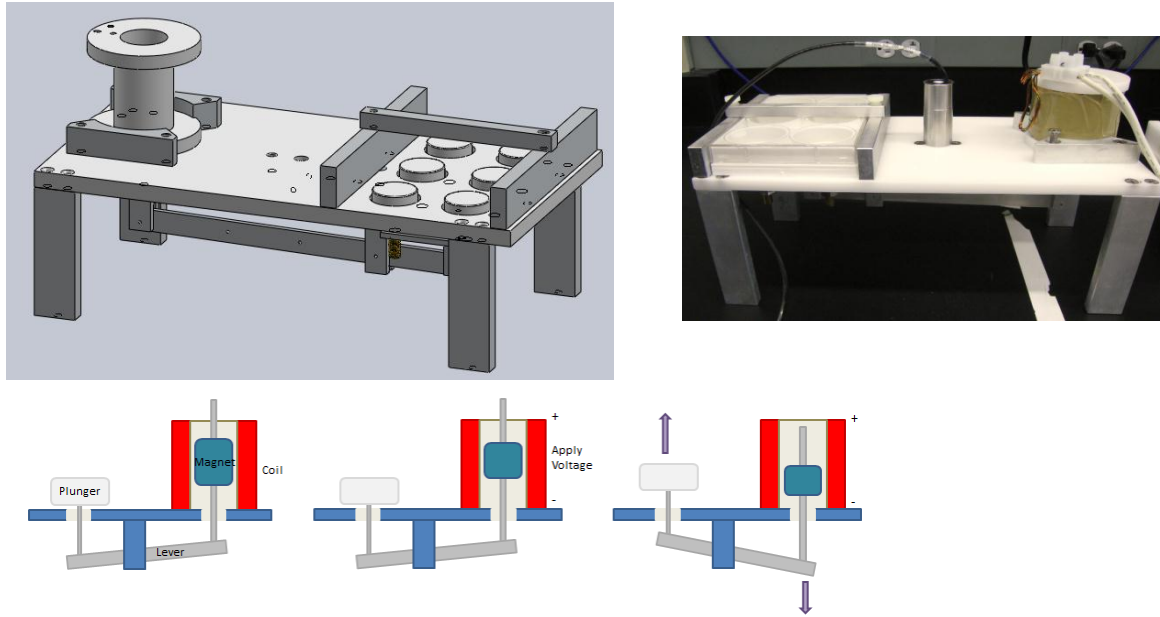 Magnet
Coil
Plunger
Lever
+
Apply
Voltage
-
+
-